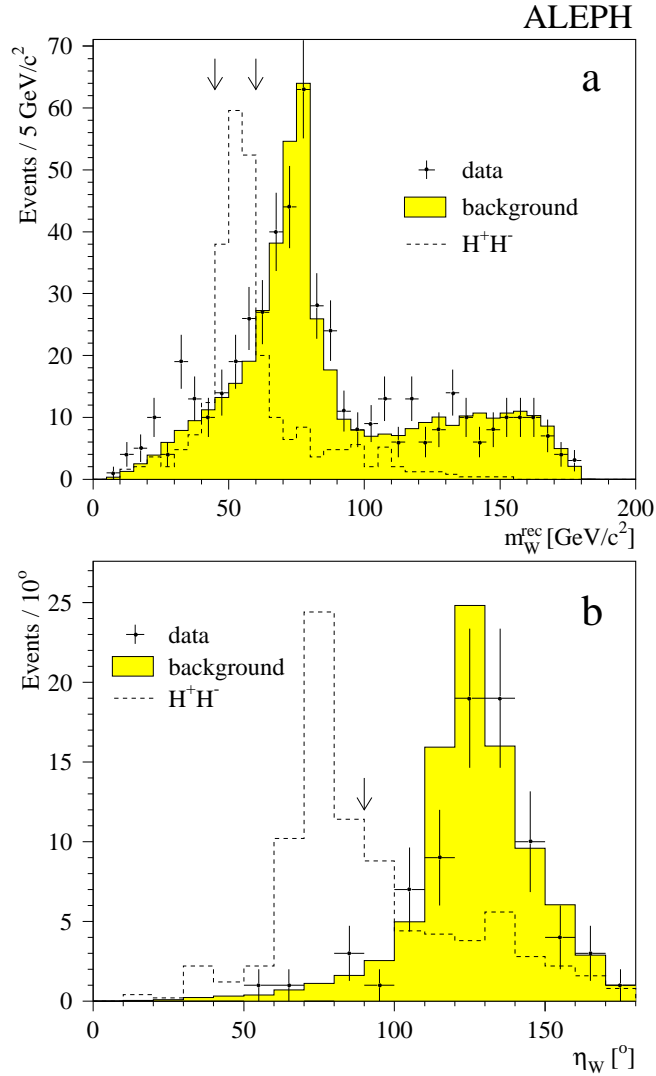 ALEPH
a
Events / 5 GeV/c²
70
60
50
40
30
20
10
0
data
background
H⁺H⁻
0 50 100 150 200
m_W^rec [GeV/c²]
b
Events / 10°
25
20
15
10
5
0
data
background
H⁺H⁻
0 50 100 150
η_W [°]